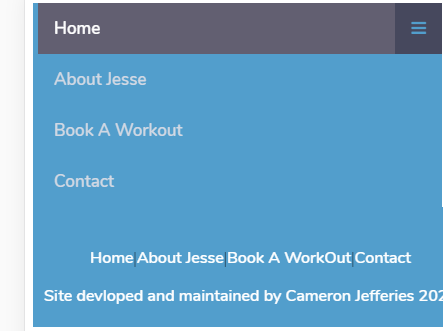 Home
About Jesse
Book A Workout
Contact
Home|About Jesse|Book A WorkOut|Contact
Site devloped and maintained by Cameron Jefferies 202